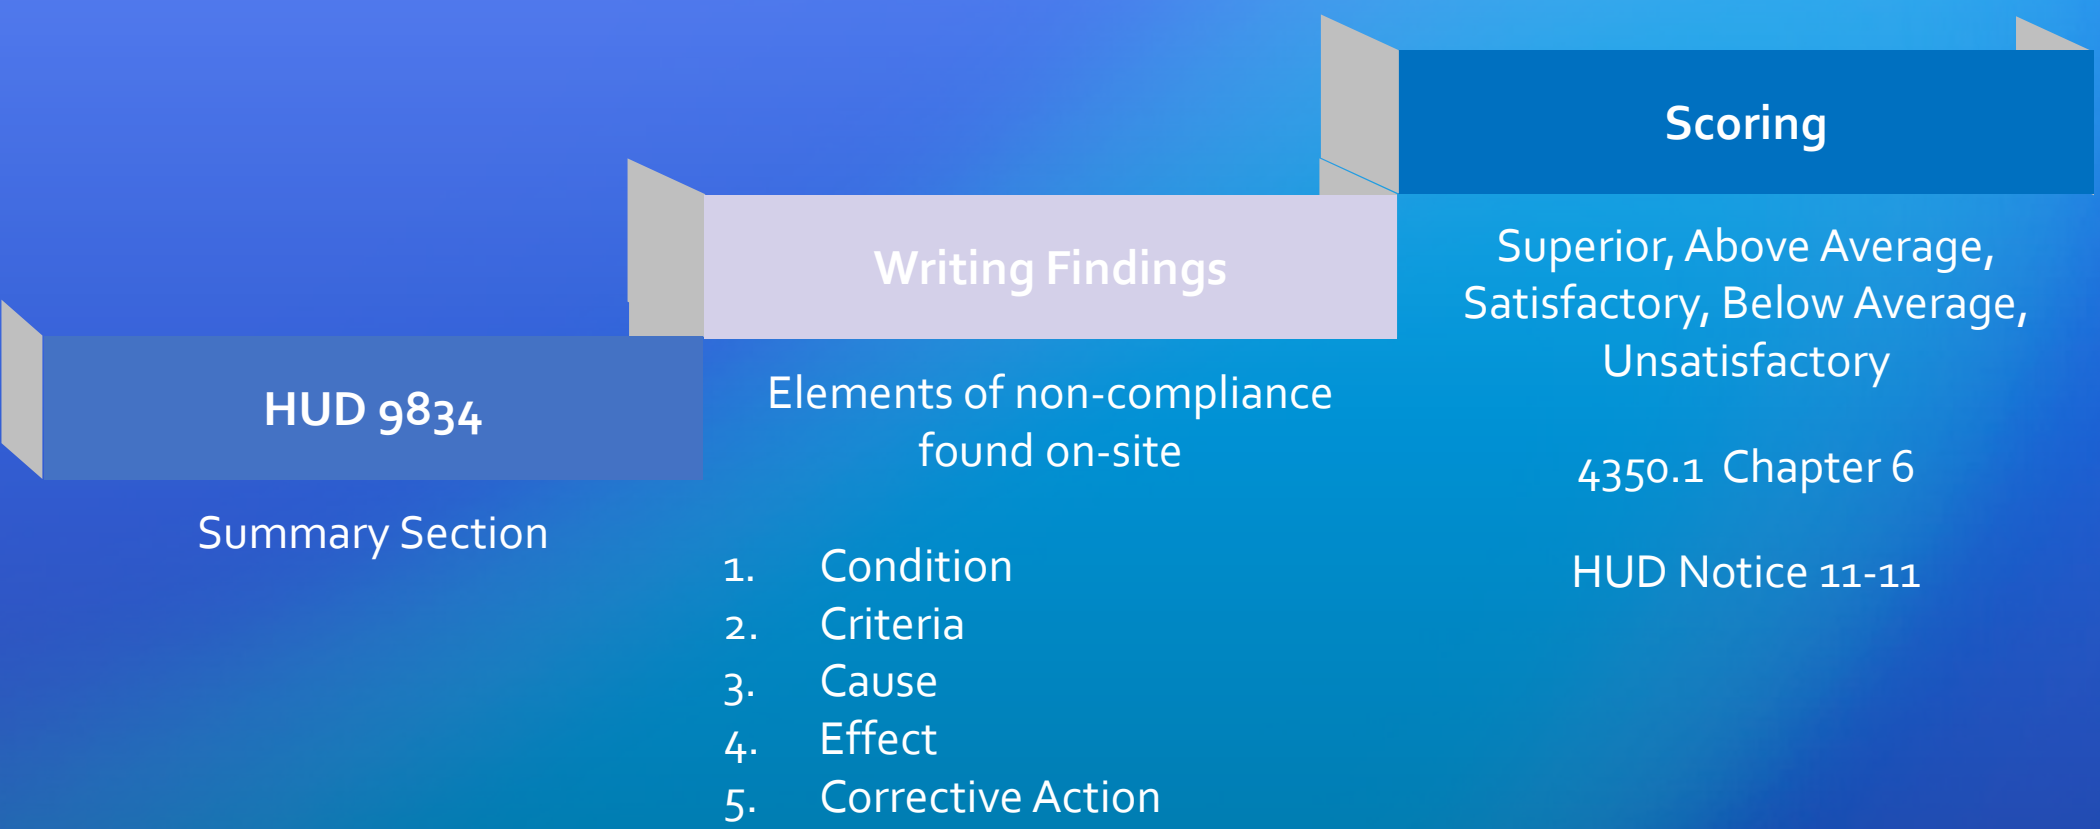 HUD 9834
Summary Section
Writing Findings
Elements of non-compliance
found on-site
1. Condition
2. Criteria
3. Cause
4. Effect
5. Corrective Action
Scoring
Superior, Above Average,
Satisfactory, Below Average,
Unsatisfactory
4350.1 Chapter 6
HUD Notice 11-11